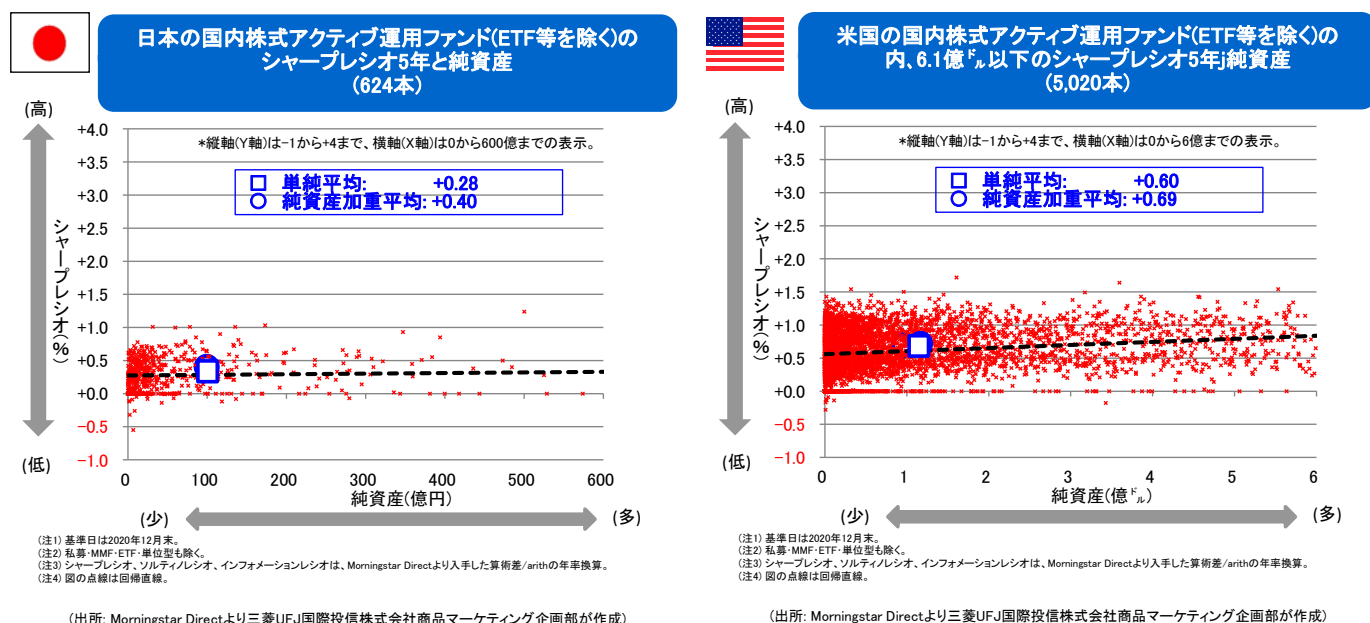 日本の国内株式アクティブ運用ファンド(ETF等を除く)の
シャープレシオ5年と純資産
(624本)
(高)
+4.0
+3.5
+3.0
+2.5
+2.0
+1.5
+1.0
+0.5
+0.0
-0.5
-1.0
(低)
シャープレシオ(%)
*縦軸(Y軸)は-1から+4まで、横軸(X軸)は0から600億までの表示。
単純平均: +0.28
純資産加重平均: +0.40
0 100 200 300 400 500 600
純資産(億円)
(少) (多)
(注1) 基準日は2020年12月末。
(注2) 私募・MMF・ETF・単位型も除く。
(注3) シャープレシオ、ソルティノレシオ、インフォメーションレシオは、Morningstar Directより入手した算術差/arithの年率換算。
(注4) 図の点線は回帰直線。
(出所: Morningstar Directより三菱UFJ国際投信株式会社商品マーケティング企画部が作成)
米国の国内株式アクティブ運用ファンド(ETF等を除く)の
内、6.1億ドル以下のシャープレシオ5年j純資産
(5,020本)
(高)
+4.0
+3.5
+3.0
+2.5
+2.0
+1.5
+1.0
+0.5
+0.0
-0.5
-1.0
(低)
シャープレシオ(%)
*縦軸(Y軸)は-1から+4まで、横軸(X軸)は0から6億までの表示。
単純平均: +0.60
純資産加重平均: +0.69
0 1 2 3 4 5 6
純資産(億ドル)
(少) (多)
(注1) 基準日は2020年12月末。
(注2) 私募・MMF・ETF・単位型も除く。
(注3) シャープレシオ、ソルティノレシオ、インフォメーションレシオは、Morningstar Directより入手した算術差/arithの年率換算。
(注4) 図の点線は回帰直線。
(出所: Morningstar Directより三菱UFJ国際投信株式会社商品マーケティング企画部が作成)